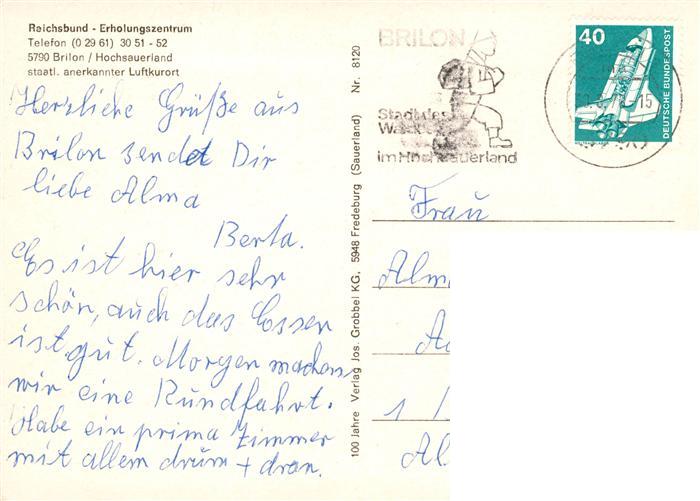 Reichsbund - Erholungszentrum
Telefon (0 29 61) 30 51 - 52
5790 Brilon / Hochsauerland
staatl. anerkannter Luftkurort
Herzliche Grüße aus
Brilon sendet Dir
liebe Alma
Berta.
Es ist hier sehr
schön, auch das Essen
ist gut. Morgen machen
wir eine Rundfahrt.
Habe ein prima Zimmer
mit allem drum + dran.
100 Jahre Verlag Jos. Grobbel KG, 5948 Fredeburg (Sauerland) Nr. 8120
BRILON
Stadt des
im Hochsauerland
40
DEUTSCHE BUNDESPOST
Frau
Alm
A
1 /
Al